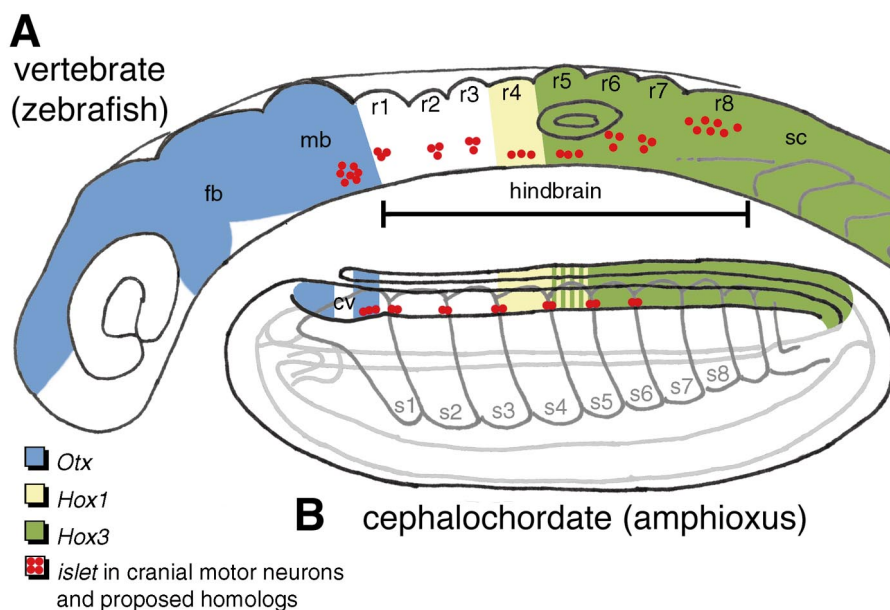 A
vertebrate
(zebrafish)
fb
mb
r1
r2
r3
r4
r5
r6
r7
r8
sc
hindbrain
cv
s1
s2
s3
s4
s5
s6
s7
s8
Otx
Hox1
Hox3
islet in cranial motor neurons
and proposed homologs
B cephalochordate (amphioxus)